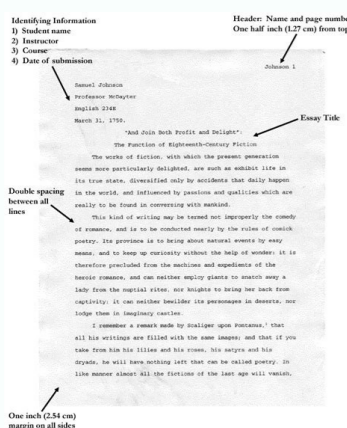 Identifying Information
1) Student name
2) Instructor
3) Course
4) Date of submission
Header: Name and page numbe
One half inch (1.27 cm) from top
Johnson 1
Samuel Johnson
Professor McDayter
English 234E
March 31, 1750.
Essay Title
"And Join Both Profit and Delight":
The Function of Eighteenth-Century Fiction
The works of fiction, with which the present generation
seems more particularly delighted, are such as exhibit life in
its true state, diversified only by accidents that daily happen
in the world, and influenced by passions and qualities which are
really to be found in conversing with mankind.
Double spacing
between all
lines
This kind of writing may be termed not improperly the comedy
of romance, and is to be conducted nearly by the rules of comick
poetry. Its province is to bring about natural events by easy
means, and to keep up curiosity without the help of wonder: it is
therefore precluded from the machines and expedients of the
heroic romance, and can neither employ giants to snatch away a
lady from the nuptial rites, nor knights to bring her back from
captivity; it can neither bewilder its personages in deserts, nor
lodge them in imaginary castles.
I remember a remark made by Scaliger upon Pontanus,¹ that
all his writings are filled with the same images; and that if you
take from him his lillies and his roses, his satyrs and his
dryads, he will have nothing left that can be called poetry. In
like manner almost all the fictions of the last age will vanish,
One inch (2.54 cm)
margin on all sides